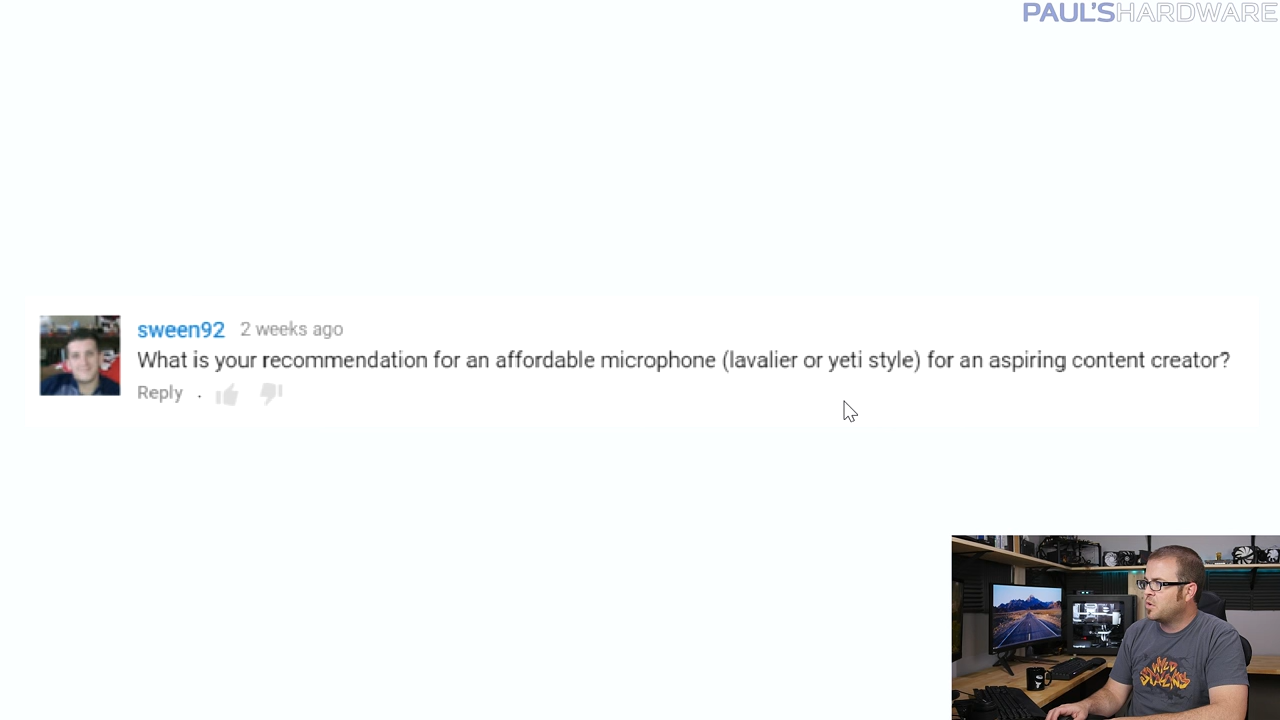 PAUL'SHARDWARE
sween92 2 weeks ago
What is your recommendation for an affordable microphone (lavalier or yeti style) for an aspiring content creator?
Reply .